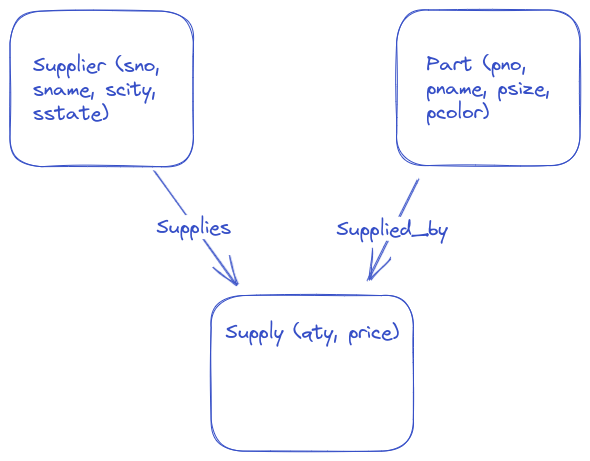 Supplier (sno,
sname, scity,
sstate)
Part (pno,
pname, psize,
pcolor)
Supplies
Supplied_by
Supply (qty, price)